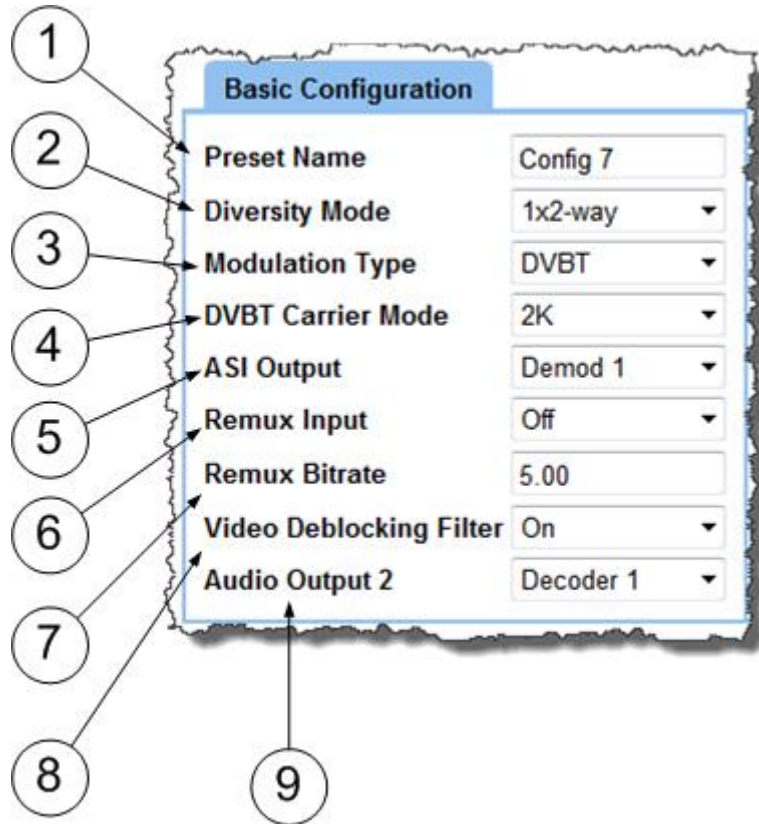 Basic Configuration
1
Preset Name Config 7
2
Diversity Mode 1x2-way
3
Modulation Type DVBT
4
DVBT Carrier Mode 2K
5
ASI Output Demod 1
6
Remux Input Off
7
Remux Bitrate 5.00
8
Video Deblocking Filter On
9
Audio Output 2 Decoder 1